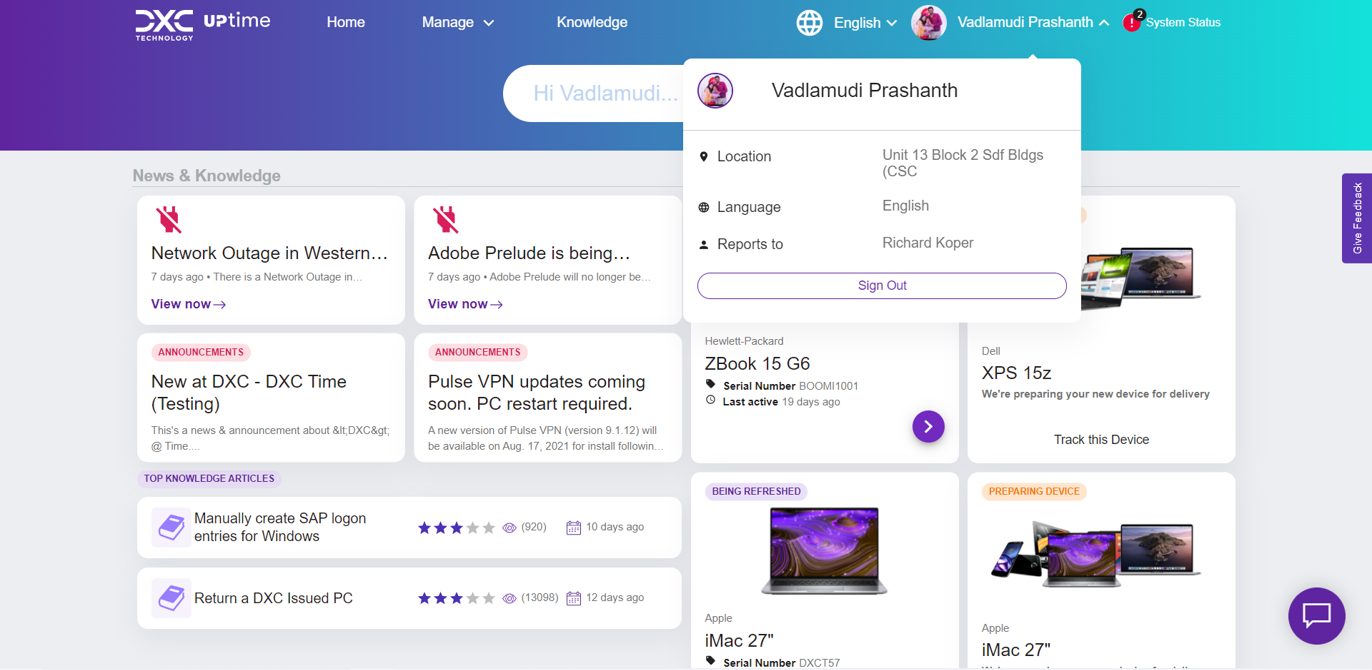 DXC UPtime
TECHNOLOGY
Home
Manage
Knowledge
English
Vadlamudi Prashanth
! 2 System Status
Hi Vadlamudi...
Vadlamudi Prashanth
Location
Unit 13 Block 2 Sdf Bldgs
(CSC
Language
English
Reports to
Richard Koper
Sign Out
Give Feedback
News & Knowledge
Network Outage in Western…
7 days ago • There is a Network Outage in…
View now
Adobe Prelude is being…
7 days ago • Adobe Prelude will no longer be…
View now
ANNOUNCEMENTS
New at DXC - DXC Time
(Testing)
This's a news & announcement about &lt;DXC&gt;
@ Time....
ANNOUNCEMENTS
Pulse VPN updates coming
soon. PC restart required.
A new version of Pulse VPN (version 9.1.12) will
be available on Aug. 17, 2021 for install followin…
TOP KNOWLEDGE ARTICLES
Manually create SAP logon
entries for Windows
(920)
10 days ago
Return a DXC Issued PC
(13098)
12 days ago
Hewlett-Packard
ZBook 15 G6
Serial Number BOOMI1001
Last active 19 days ago
Dell
XPS 15z
We're preparing your new device for delivery
Track this Device
BEING REFRESHED
Apple
iMac 27"
Serial Number DXCT57
PREPARING DEVICE
Apple
iMac 27"